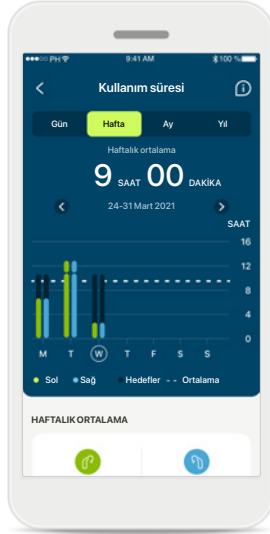 PH 9:41 AM 100 %
Kullanım süresi
Gün Hafta Ay Yıl
Haftalık ortalama
9 SAAT 00 DAKİKA
24-31 Mart 2021
SAAT
16
12
8
4
0
M T W T F S S
Sol Sağ Hedefler -- Ortalama
HAFTALIK ORTALAMA